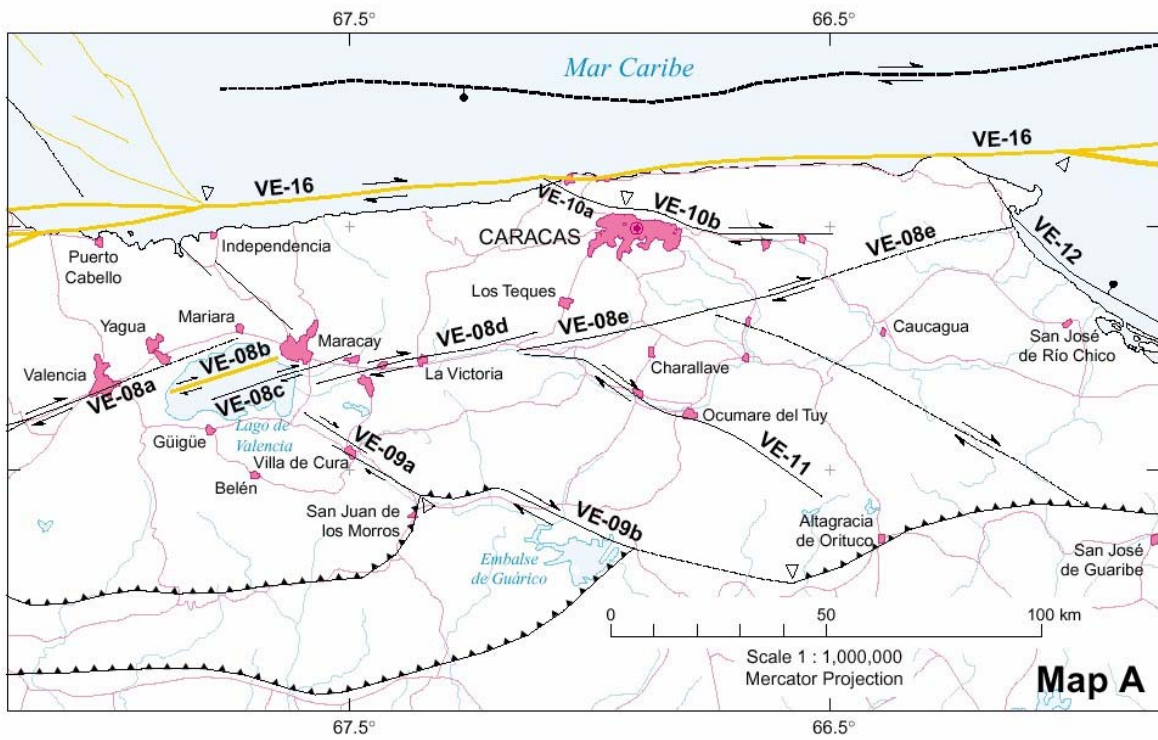 67.5°
66.5°
Mar Caribe
VE-16
VE-16
VE-10a
VE-10b
CARACAS
VE-08e
VE-12
Puerto
Cabello
Independencia
Los Teques
Mariara
Yagua
VE-08b
Maracay
VE-08d
VE-08e
Caucagua
San José
de Río Chico
Valencia
VE-08a
VE-08c
La Victoria
Charallave
Ocumare del Tuy
Güigüe
Lago de
Valencia
VE-09a
Villa de Cura
Belén
VE-11
San Juan de
los Morros
VE-09b
Embalse
de Guárico
Altagracia
de Orituco
San José
de Guaribe
0 50 100 km
Scale 1 : 1,000,000
Mercator Projection
Map A
67.5°
66.5°